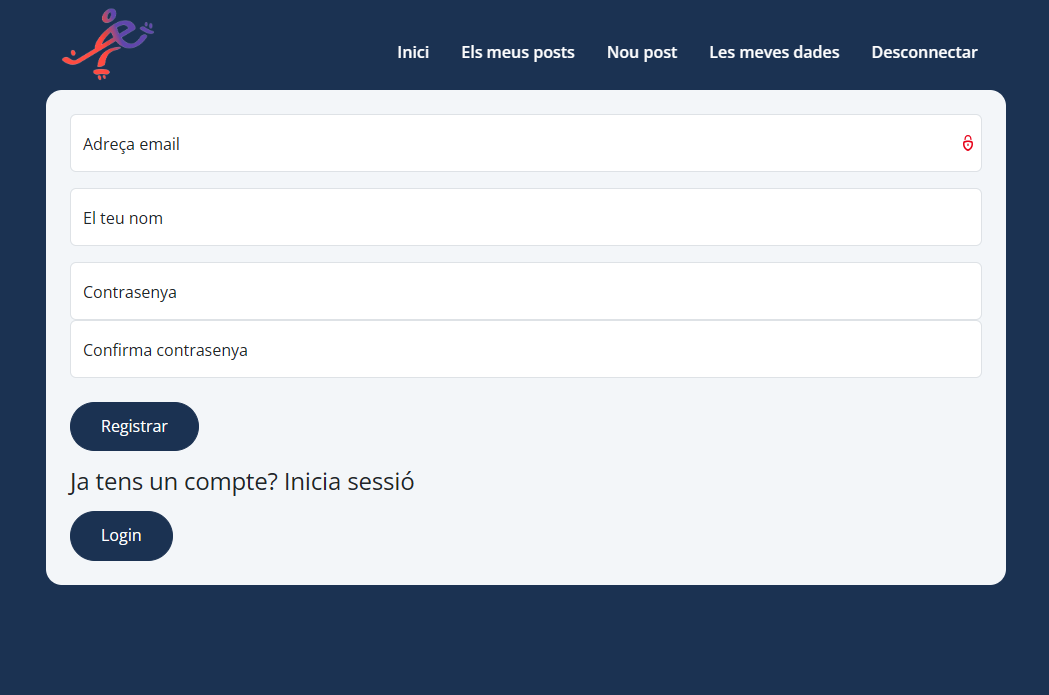 Inici Els meus posts Nou post Les meves dades Desconnectar
Adreça email
El teu nom
Contrasenya
Confirma contrasenya
Registrar
Ja tens un compte? Inicia sessió
Login